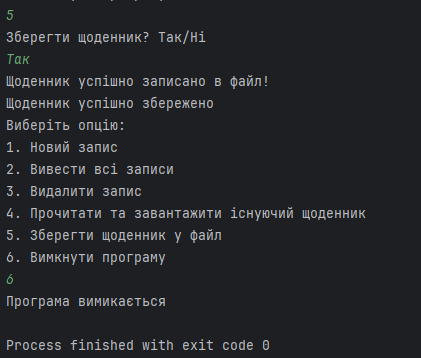 5
Зберегти щоденник? Так/Ні
Так
Щоденник успішно записано в файл!
Щоденник успішно збережено
Виберіть опцію:
1. Новий запис
2. Вивести всі записи
3. Видалити запис
4. Прочитати та завантажити існуючий щоденник
5. Зберегти щоденник у файл
6. Вимкнути програму
6
Програма вимикається
Process finished with exit code 0